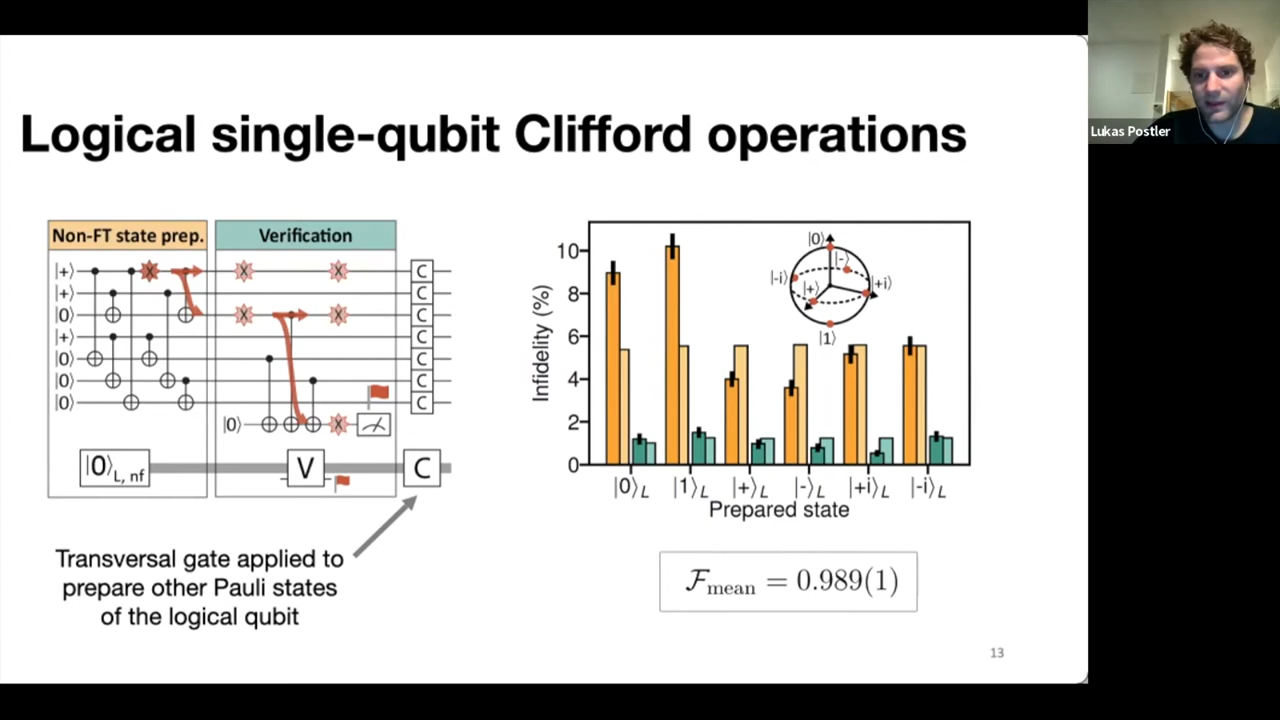 Logical single-qubit Clifford operations
Lukas Postler
Non-FT state prep.
Verification
|+⟩
|+⟩
|0⟩
|+⟩
|0⟩
|0⟩
|0⟩
|0⟩
C
C
C
C
C
C
C
|0⟩L, nf
V
C
Transversal gate applied to
prepare other Pauli states
of the logical qubit
Infidelity (%)
10
8
6
4
2
0
|0⟩
|-⟩
|-i⟩
|+i⟩
|+⟩
|1⟩
|0⟩L |1⟩L |+⟩L |-⟩L |+i⟩L |-i⟩L
Prepared state
ℱmean = 0.989(1)
13